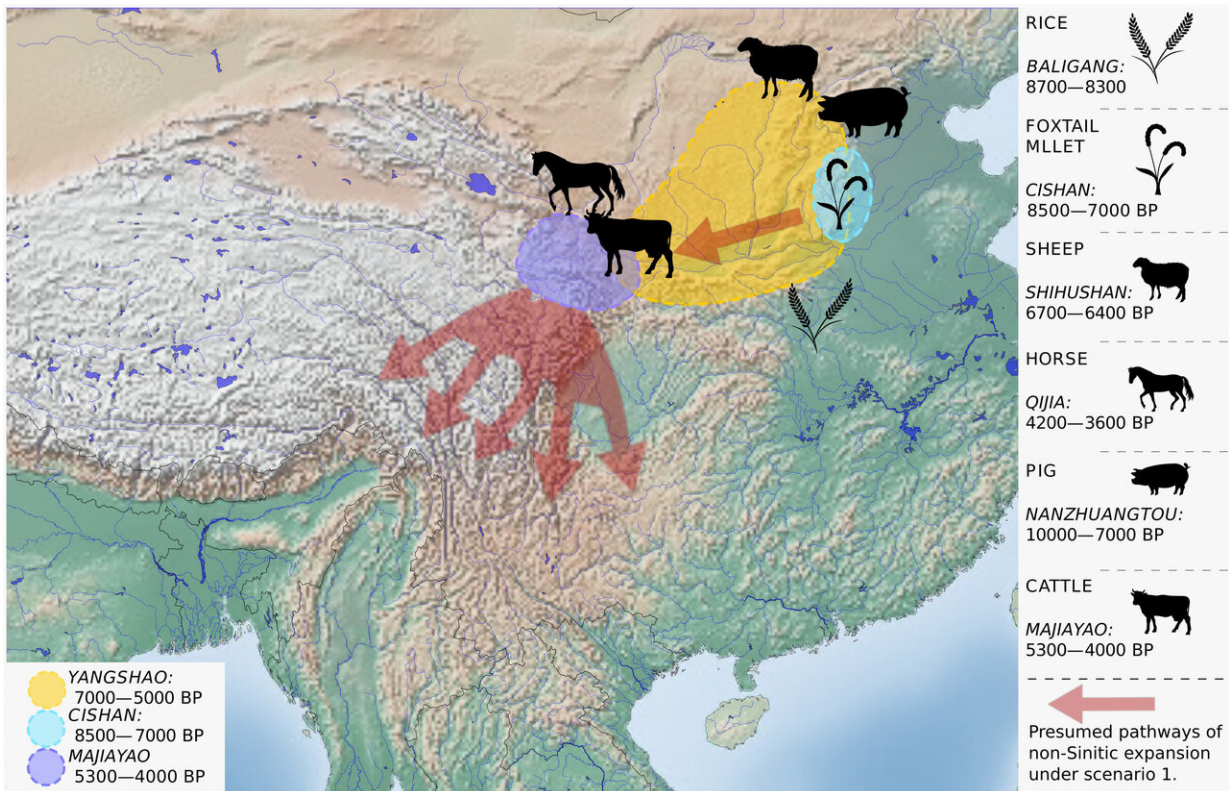 RICE
BALIGANG:
8700—8300
FOXTAIL
MLLET
CISHAN:
8500—7000 BP
SHEEP
SHIHUSHAN:
6700—6400 BP
HORSE
QIJIA:
4200—3600 BP
PIG
NANZHUANGTOU:
10000—7000 BP
CATTLE
MAJIAYAO:
5300—4000 BP
Presumed pathways of
non-Sinitic expansion
under scenario 1.
YANGSHAO:
7000—5000 BP
CISHAN:
8500—7000 BP
MAJIAYAO
5300—4000 BP